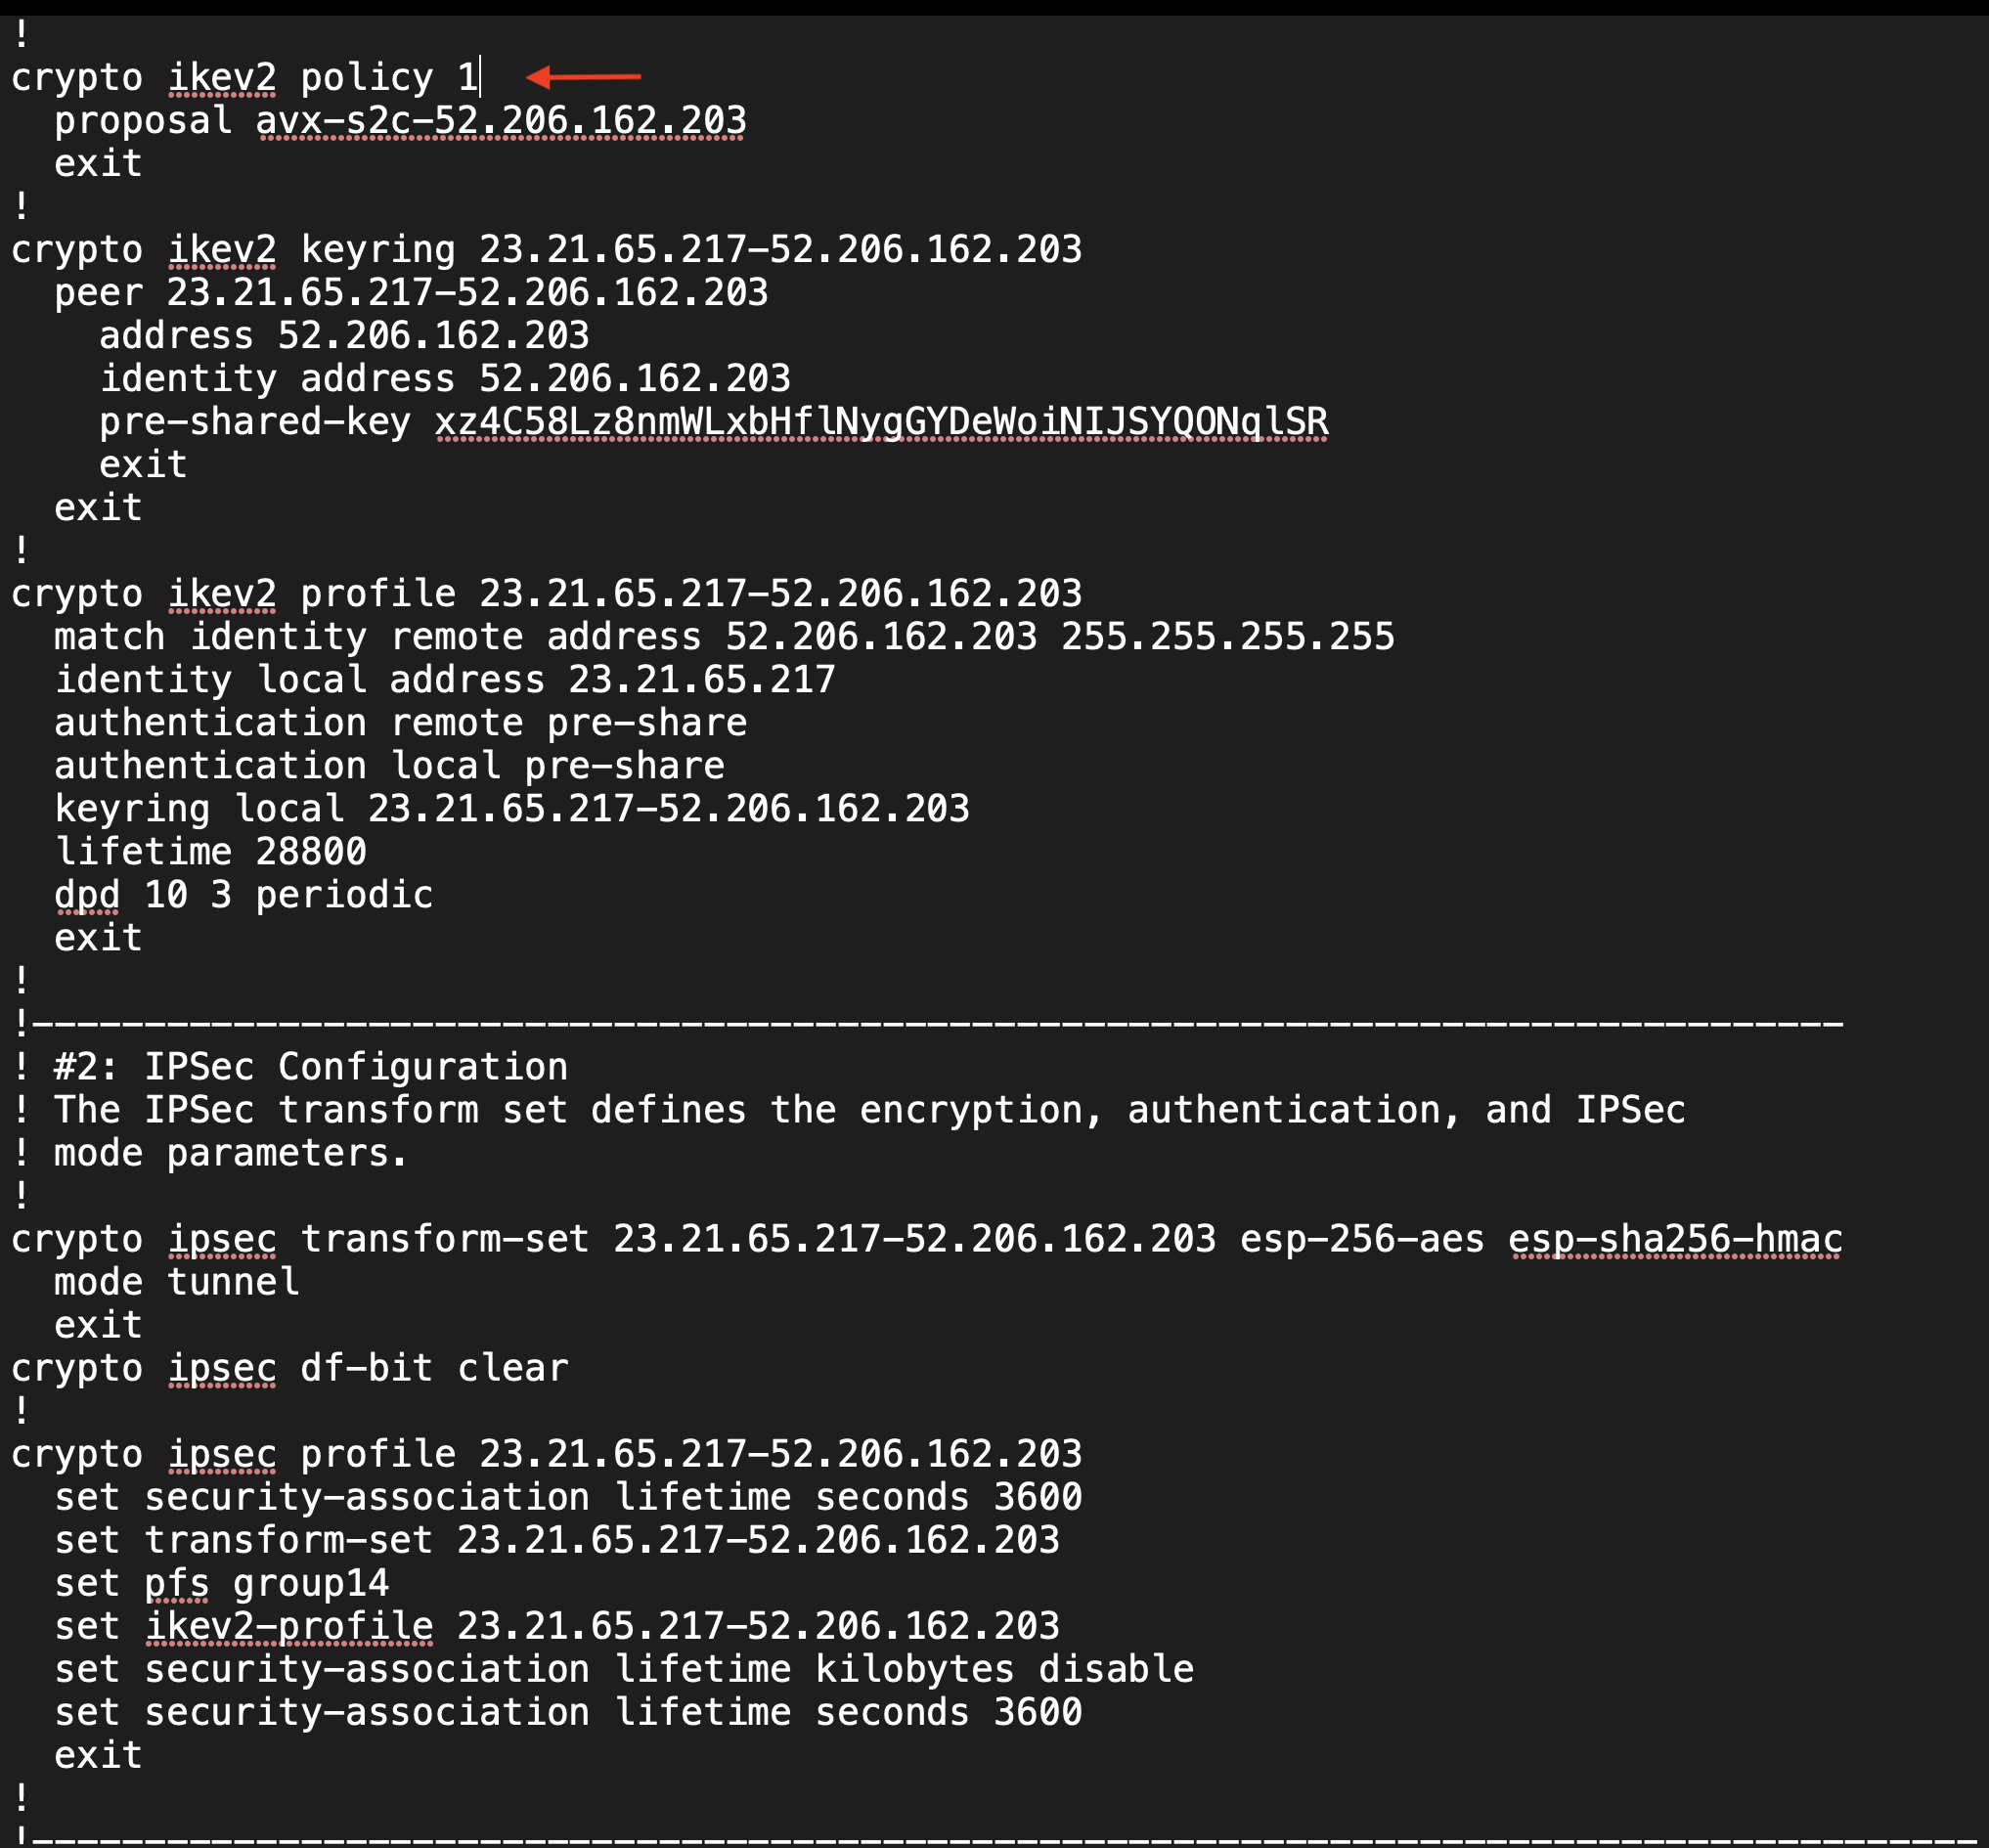 !
crypto ikev2 policy 1
proposal avx-s2c-52.206.162.203
exit
!
crypto ikev2 keyring 23.21.65.217-52.206.162.203
peer 23.21.65.217-52.206.162.203
address 52.206.162.203
identity address 52.206.162.203
pre-shared-key xz4C58Lz8nmWLxbHflNygGYDeWoiNIJSYQONqlSR
exit
exit
!
crypto ikev2 profile 23.21.65.217-52.206.162.203
match identity remote address 52.206.162.203 255.255.255.255
identity local address 23.21.65.217
authentication remote pre-share
authentication local pre-share
keyring local 23.21.65.217-52.206.162.203
lifetime 28800
dpd 10 3 periodic
exit
!
!---------------------------------------------------------------------------------
! #2: IPSec Configuration
! The IPSec transform set defines the encryption, authentication, and IPSec
! mode parameters.
!
crypto ipsec transform-set 23.21.65.217-52.206.162.203 esp-256-aes esp-sha256-hmac
mode tunnel
exit
crypto ipsec df-bit clear
!
crypto ipsec profile 23.21.65.217-52.206.162.203
set security-association lifetime seconds 3600
set transform-set 23.21.65.217-52.206.162.203
set pfs group14
set ikev2-profile 23.21.65.217-52.206.162.203
set security-association lifetime kilobytes disable
set security-association lifetime seconds 3600
exit
!
!---------------------------------------------------------------------------------------